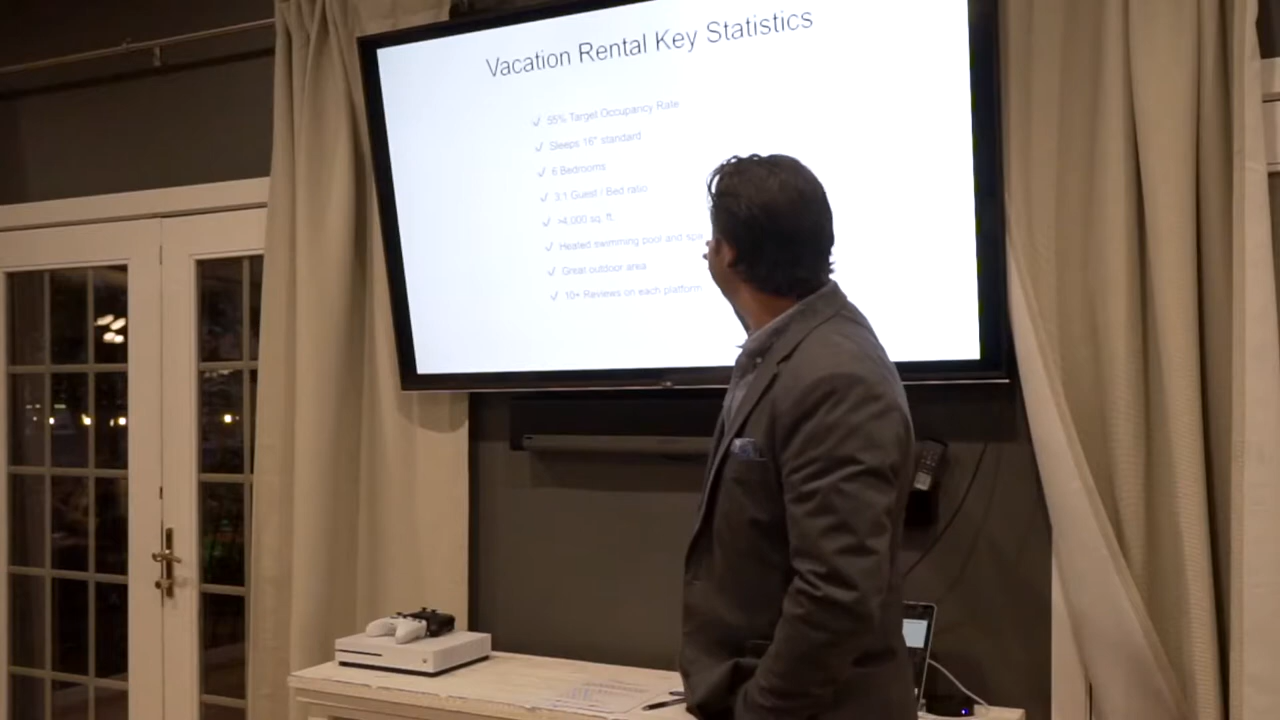 Vacation Rental Key Statistics
✓ 55% Target Occupancy Rate
✓ Sleeps 16" standard
✓ 6 Bedrooms
✓ 3:1 Guest / Bed ratio
✓ >4,000 sq. ft.
✓ Heated swimming pool and spa
✓ Great outdoor area
✓ 10+ Reviews on each platform